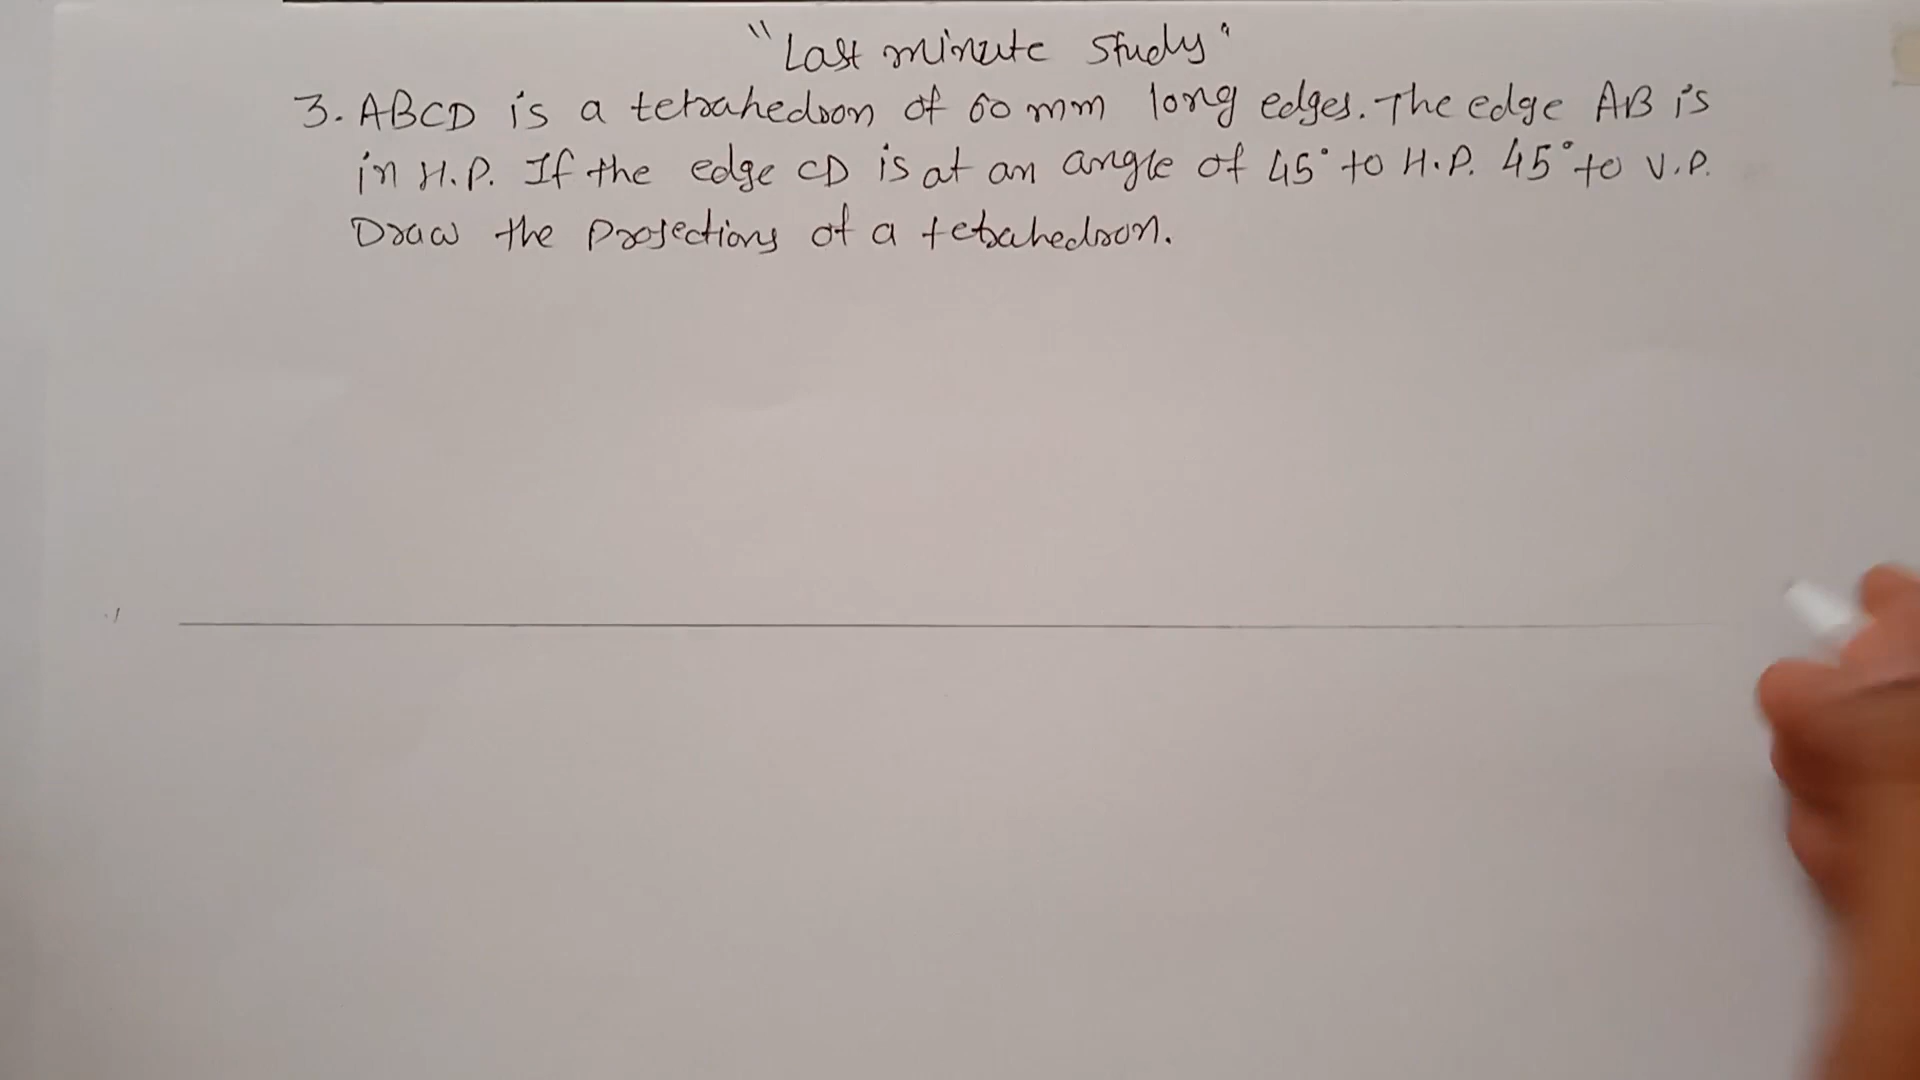 "Last minute study"
3. ABCD is a tetrahedron of 60 mm long edges. The edge AB is
in H.P. If the edge CD is at an angle of 45° to H.P. 45° to V.P.
Draw the Projections of a tetrahedron.